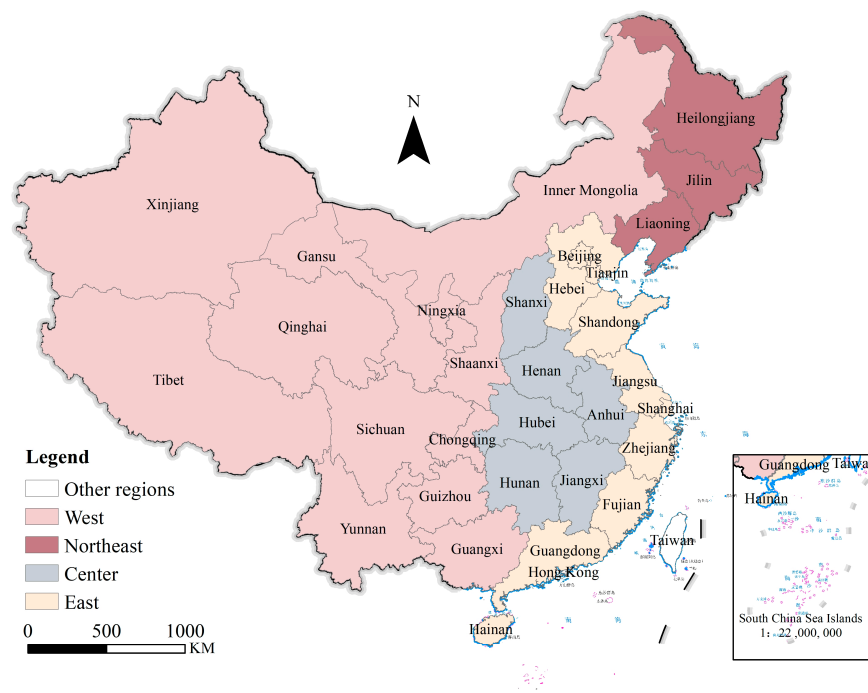 N
Heilongjiang
Jilin
Inner Mongolia
Liaoning
Xinjiang
Gansu
Beijing
Tianjin
Hebei
Shanxi
Ningxia
Shandong
Qinghai
Shaanxi
Henan
Jiangsu
Tibet
Shanghai
Anhui
Hubei
Sichuan
Chongqing
Zhejiang
Hunan
Jiangxi
Guizhou
Fujian
Yunnan
Guangxi
Guangdong
Taiwan
Hong Kong
Hainan
Legend
Other regions
West
Northeast
Center
East
0 500 1000
KM
Guangdong Taiwa
Hainan
South China Sea Islands
1: 22 ,000, 000